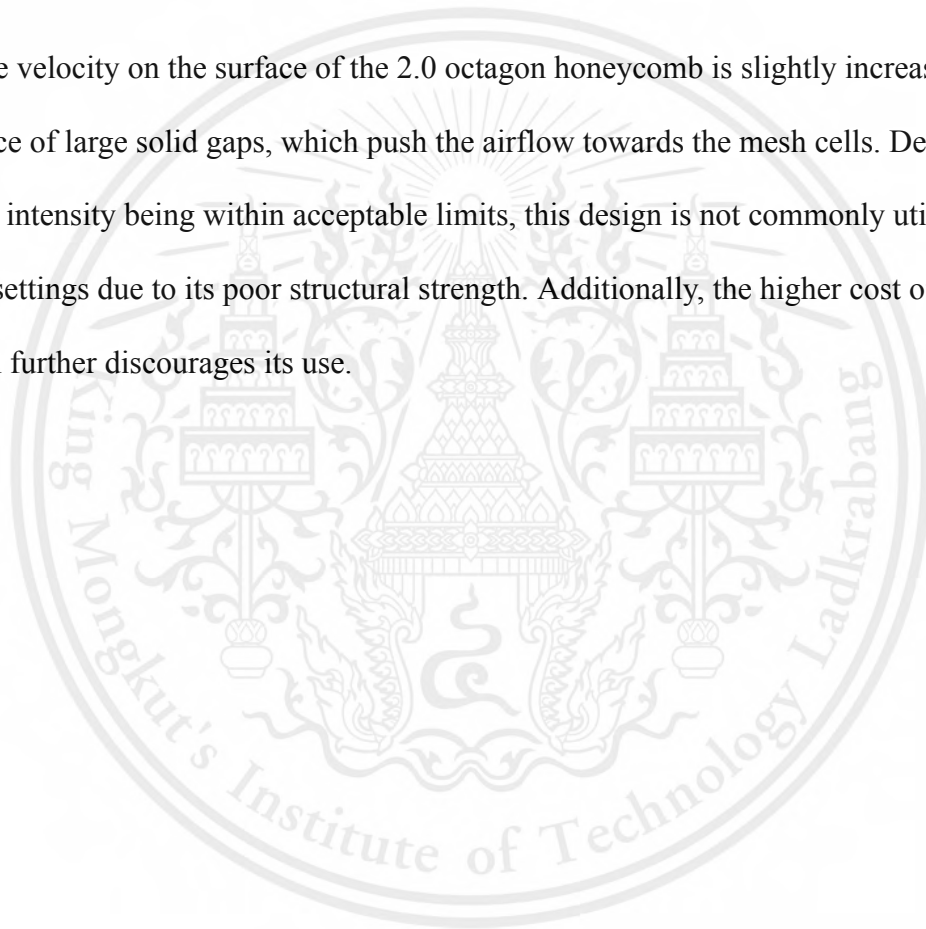 e velocity on the surface of the 2.0 octagon honeycomb is slightly increas
ce of large solid gaps, which push the airflow towards the mesh cells. De
intensity being within acceptable limits, this design is not commonly uti
settings due to its poor structural strength. Additionally, the higher cost o
further discourages its use.
King Mongkut's Institute of Technology Ladkrabang